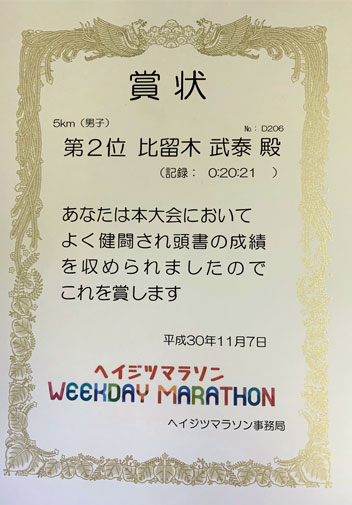 賞状
5km（男子）
No.： D206
第2位 比留木 武泰 殿
（記録： 0:20:21 ）
あなたは本大会において
よく健闘され頭書の成績
を収められましたので
これを賞します
平成30年11月7日
ヘイジツマラソン
WEEKDAY MARATHON
ヘイジツマラソン事務局